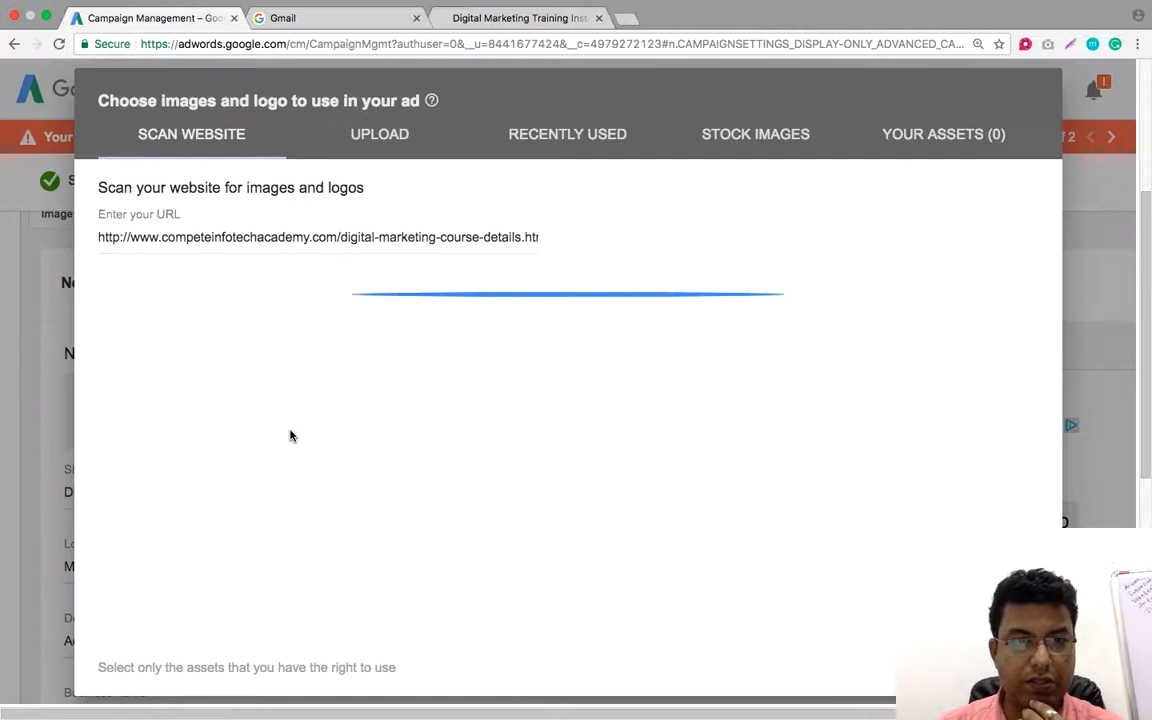 Campaign Management – Goo
Gmail
Digital Marketing Training Inst
Secure
https://adwords.google.com/cm/CampaignMgmt?authuser=0&__u=8441677424&__c=4979272123#n.CAMPAIGNSETTINGS_DISPLAY-ONLY_ADVANCED_CA...
Go
Choose images and logo to use in your ad
SCAN WEBSITE
UPLOAD
RECENTLY USED
STOCK IMAGES
YOUR ASSETS (0)
Your
of 2
S
Image
Scan your website for images and logos
Enter your URL
http://www.competeinfotechacademy.com/digital-marketing-course-details.htm
Select only the assets that you have the right to use